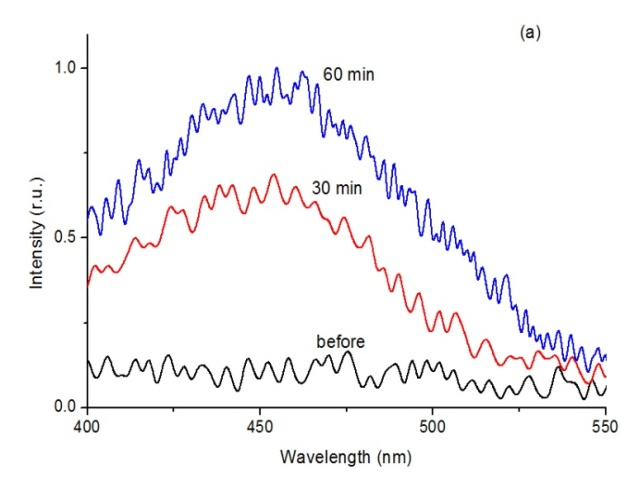 (a)
1.0
60 min
30 min
0.5
Intensity (r.u.)
before
0.0
400
450
500
550
Wavelength (nm)